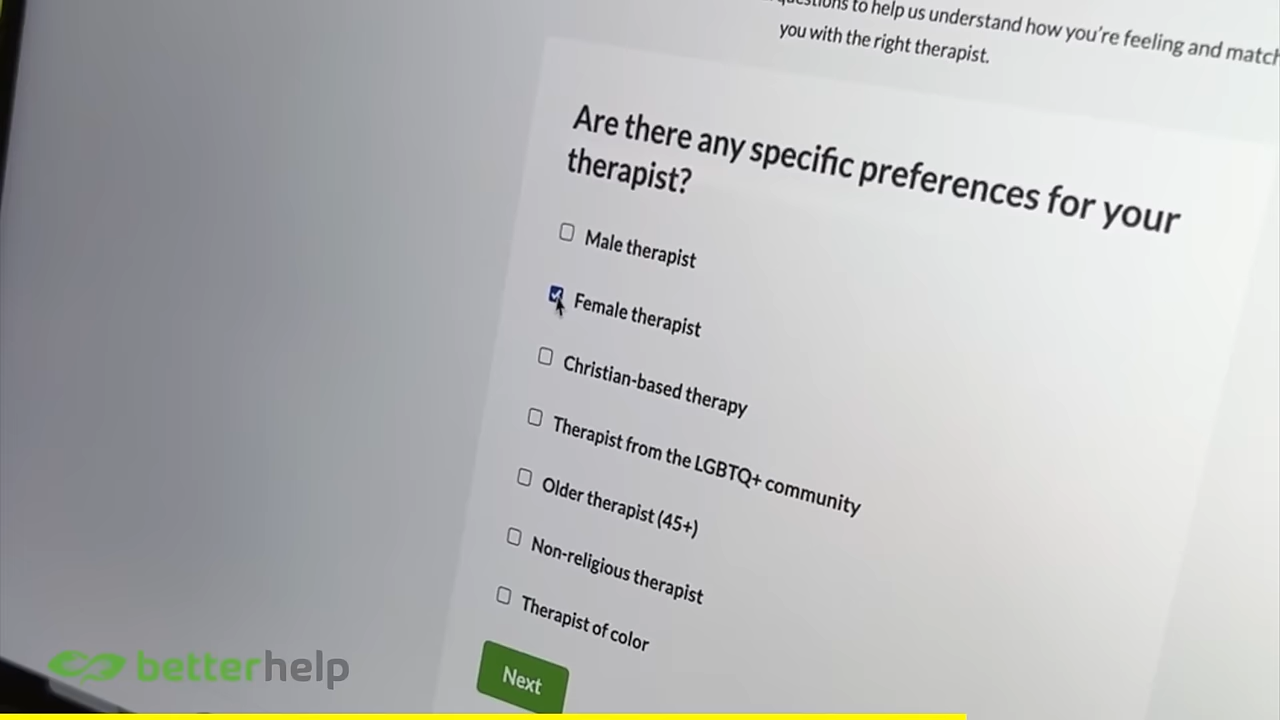 to help us understand how you're feeling and match
you with the right therapist.
Are there any specific preferences for your
therapist?
Male therapist
Female therapist
Christian-based therapy
Therapist from the LGBTQ+ community
Older therapist (45+)
Non-religious therapist
Therapist of color
Next
betterhelp